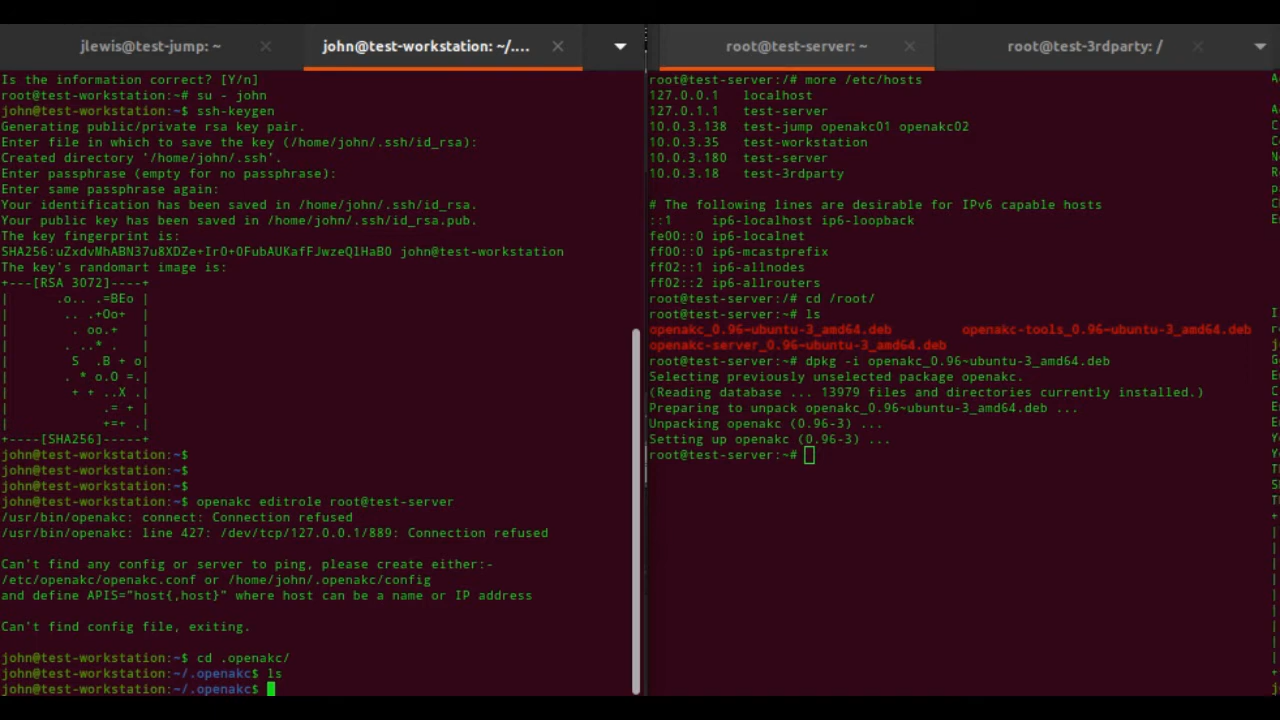 jlewis@test-jump: ~
john@test-workstation: ~/....
root@test-server: ~
root@test-3rdparty: /
Is the information correct? [Y/n]
root@test-workstation:~# su - john
john@test-workstation:~$ ssh-keygen
Generating public/private rsa key pair.
Enter file in which to save the key (/home/john/.ssh/id_rsa):
Created directory '/home/john/.ssh'.
Enter passphrase (empty for no passphrase):
Enter same passphrase again:
Your identification has been saved in /home/john/.ssh/id_rsa.
Your public key has been saved in /home/john/.ssh/id_rsa.pub.
The key fingerprint is:
SHA256:uZxdvMhABN37u8XDZe+Ir0+0FubAUKafFJwzeQlHaB0 john@test-workstation
The key's randomart image is:
+---[RSA 3072]----+
|      .o.. .=BEo |
|       .. .+Oo+  |
|        . oo.+   |
|       . ..* .   |
|        S  .B + o|
|       . * o.O =.|
|        + + ..X .|
|            .= + |
|            +=+ .|
+----[SHA256]-----+
john@test-workstation:~$
john@test-workstation:~$
john@test-workstation:~$
john@test-workstation:~$ openakc editrole root@test-server
/usr/bin/openakc: connect: Connection refused
/usr/bin/openakc: line 427: /dev/tcp/127.0.0.1/889: Connection refused
Can't find any config or server to ping, please create either:-
/etc/openakc/openakc.conf or /home/john/.openakc/config
and define APIS="host{,host}" where host can be a name or IP address
Can't find config file, exiting.
john@test-workstation:~$ cd .openakc/
john@test-workstation:~/.openakc$ ls
john@test-workstation:~/.openakc$
root@test-server:/# more /etc/hosts
127.0.0.1   localhost
127.0.1.1   test-server
10.0.3.138  test-jump openakc01 openakc02
10.0.3.35   test-workstation
10.0.3.180  test-server
10.0.3.18   test-3rdparty
# The following lines are desirable for IPv6 capable hosts
::1     ip6-localhost ip6-loopback
fe00::0 ip6-localnet
ff00::0 ip6-mcastprefix
ff02::1 ip6-allnodes
ff02::2 ip6-allrouters
root@test-server:/# cd /root/
root@test-server:~# ls
openakc_0.96~ubuntu-3_amd64.deb         openakc-tools_0.96~ubuntu-3_amd64.deb
openakc-server_0.96~ubuntu-3_amd64.deb
root@test-server:~# dpkg -i openakc_0.96~ubuntu-3_amd64.deb
Selecting previously unselected package openakc.
(Reading database ... 13979 files and directories currently installed.)
Preparing to unpack openakc_0.96~ubuntu-3_amd64.deb ...
Unpacking openakc (0.96-3) ...
Setting up openakc (0.96-3) ...
root@test-server:~#